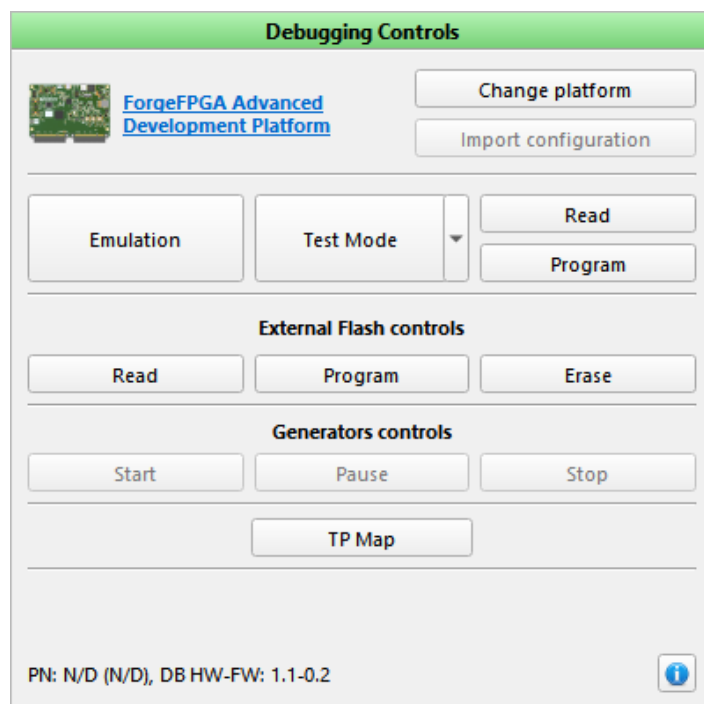 Debugging Controls
ForgeFPGA Advanced
Development Platform
Change platform
Import configuration
Emulation
Test Mode
Read
Program
External Flash controls
Read Program Erase
Generators controls
Start Pause Stop
TP Map
PN: N/D (N/D), DB HW-FW: 1.1-0.2